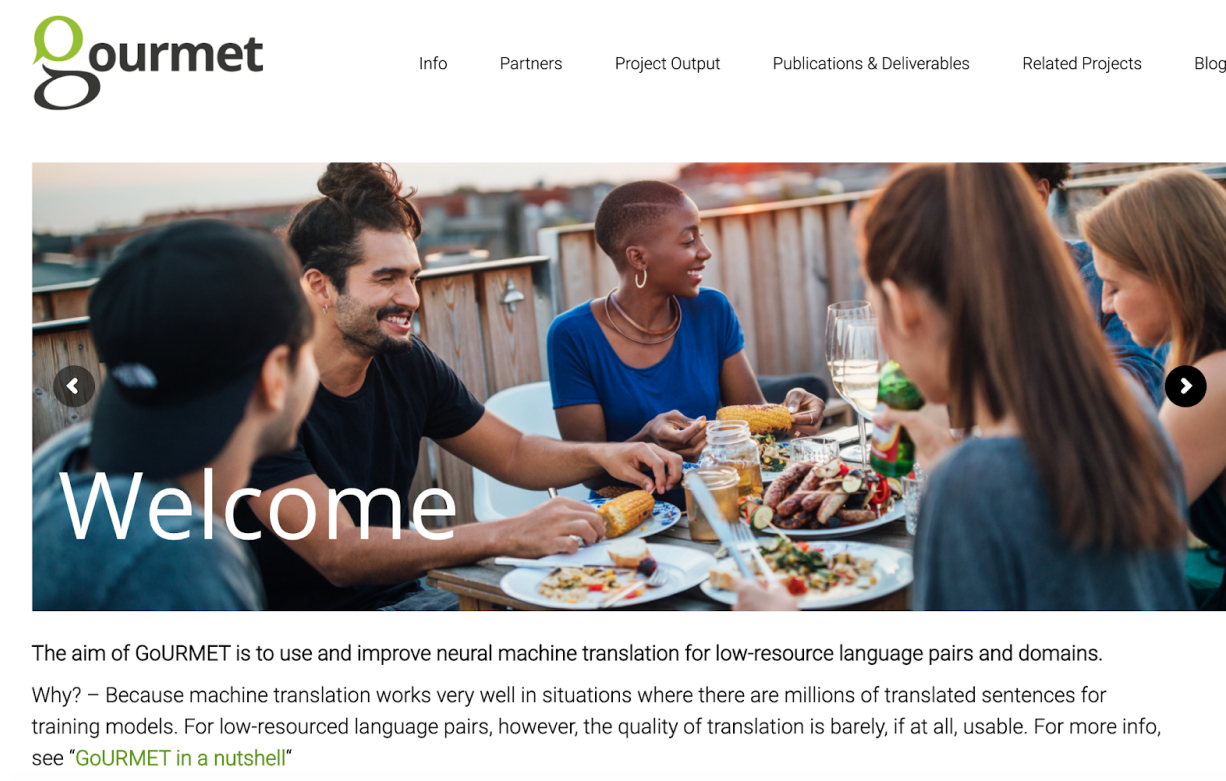 gourmet
Info Partners Project Output Publications & Deliverables Related Projects Blog
Welcome
The aim of GoURMET is to use and improve neural machine translation for low-resource language pairs and domains.
Why? – Because machine translation works very well in situations where there are millions of translated sentences for
training models. For low-resourced language pairs, however, the quality of translation is barely, if at all, usable. For more info,
see “GoURMET in a nutshell“